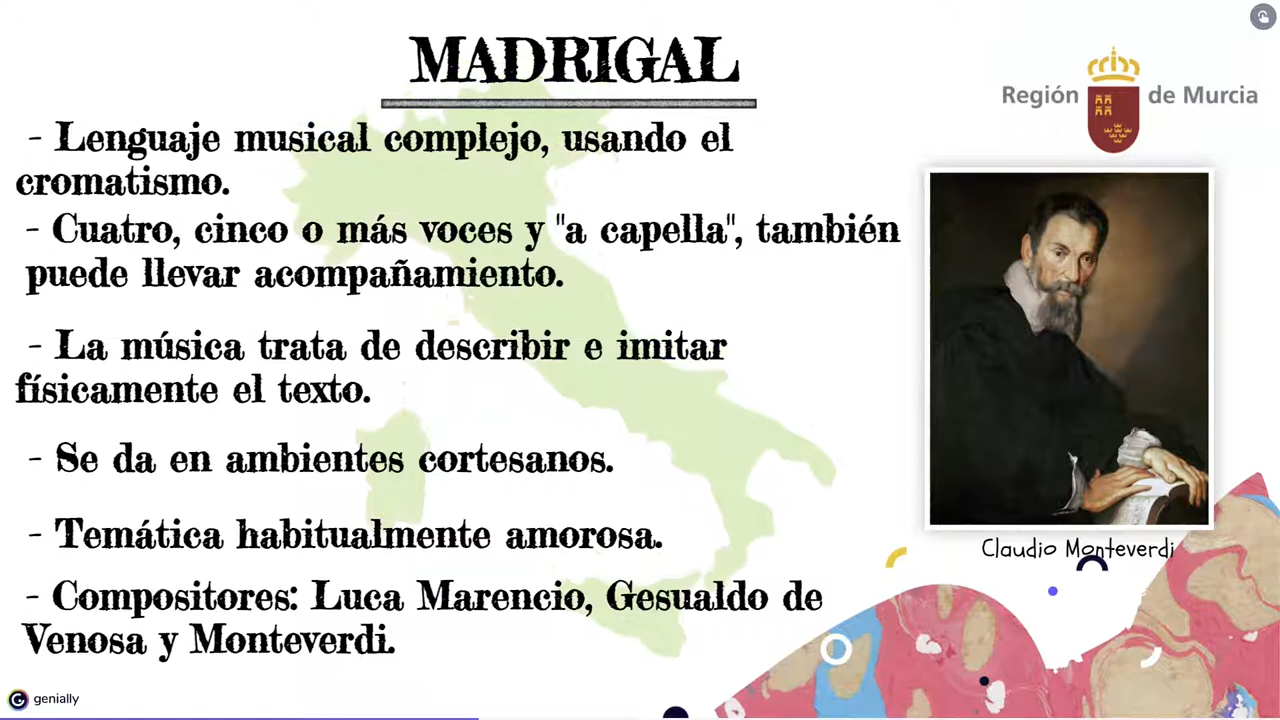 MADRIGAL
Región de Murcia
- Lenguaje musical complejo, usando el
cromatismo.
- Cuatro, cinco o más voces y "a capella", también
puede llevar acompañamiento.
- La música trata de describir e imitar
físicamente el texto.
- Se da en ambientes cortesanos.
- Temática habitualmente amorosa.
- Compositores: Luca Marencio, Gesualdo de
Venosa y Monteverdi.
Claudio Monteverdi
genially